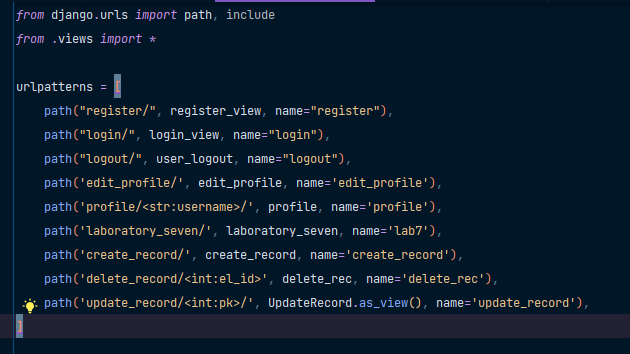 from django.urls import path, include
from .views import *
urlpatterns = [
path("register/", register_view, name="register"),
path("login/", login_view, name="login"),
path("logout/", user_logout, name="logout"),
path('edit_profile/', edit_profile, name='edit_profile'),
path('profile/<str:username>/', profile, name='profile'),
path('laboratory_seven/', laboratory_seven, name='lab7'),
path('create_record/', create_record, name='create_record'),
path('delete_record/<int:el_id>', delete_rec, name='delete_rec'),
path('update_record/<int:pk>/', UpdateRecord.as_view(), name='update_record'),
]